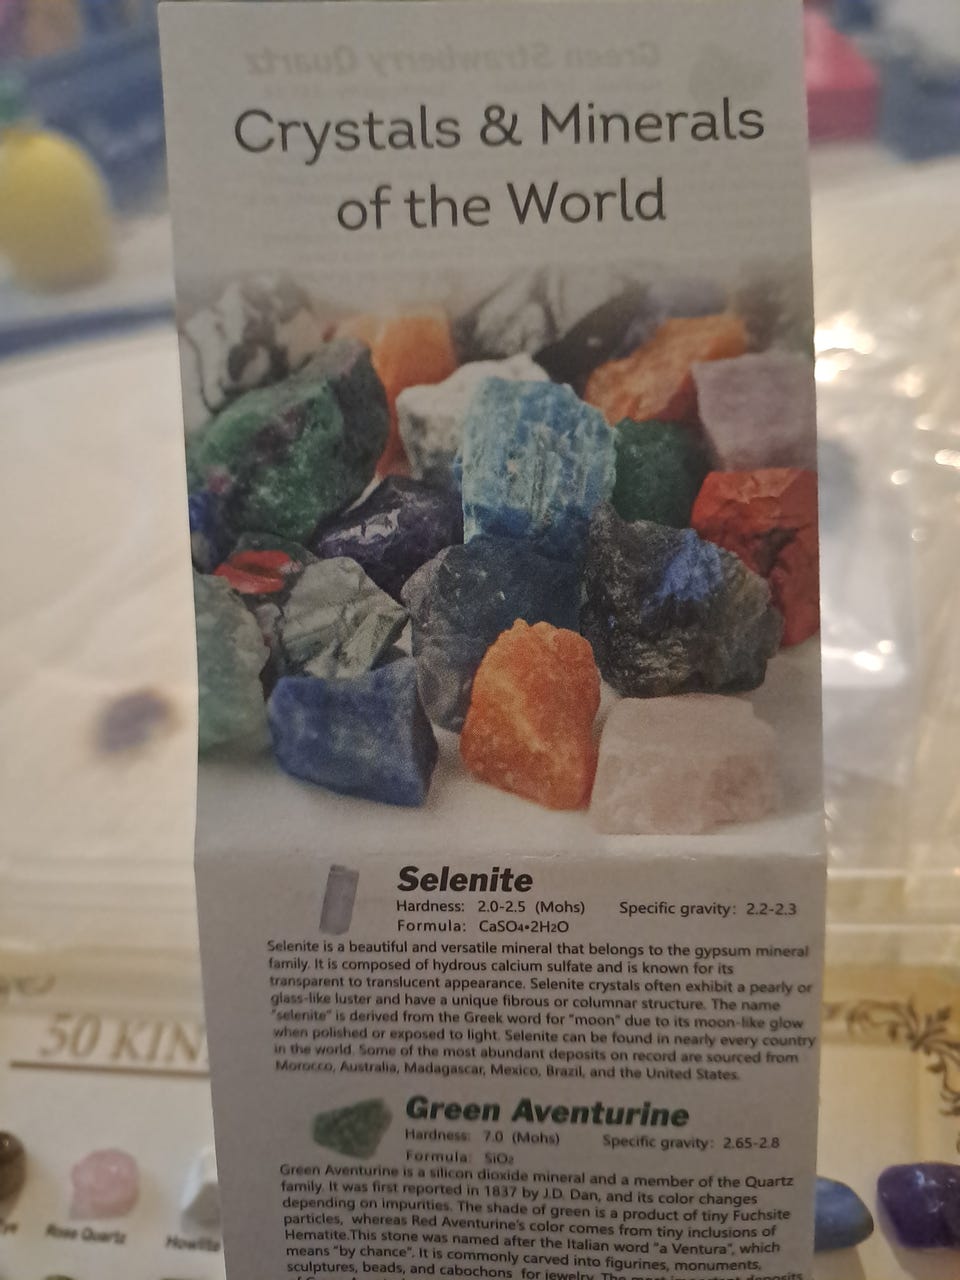 Crystals & Minerals
of the World
Selenite
Hardness: 2.0-2.5 (Mohs) Specific gravity: 2.2-2.3
Formula: CaSO4•2H2O
Selenite is a beautiful and versatile mineral that belongs to the gypsum mineral
family. It is composed of hydrous calcium sulfate and is known for its
transparent to translucent appearance. Selenite crystals often exhibit a pearly or
glass-like luster and have a unique fibrous or columnar structure. The name
"selenite" is derived from the Greek word for "moon" due to its moon-like glow
when polished or exposed to light. Selenite can be found in nearly every country
in the world. Some of the most abundant deposits on record are sourced from
Morocco, Australia, Madagascar, Mexico, Brazil, and the United States.
Green Aventurine
Hardness: 7.0 (Mohs) Specific gravity: 2.65-2.8
Formula: SiO2
Green Aventurine is a silicon dioxide mineral and a member of the Quartz
family. It was first reported in 1837 by J.D. Dan, and its color changes
depending on impurities. The shade of green is a product of tiny Fuchsite
particles, whereas Red Aventurine's color comes from tiny inclusions of
Hematite.This stone was named after the Italian word "a Ventura", which
means "by chance". It is commonly carved into figurines, monuments,
sculptures, beads, and cabochons for jewelry. The most important deposits
50 KIN
Rose Quartz
Howlite
Green Strawberry Quartz